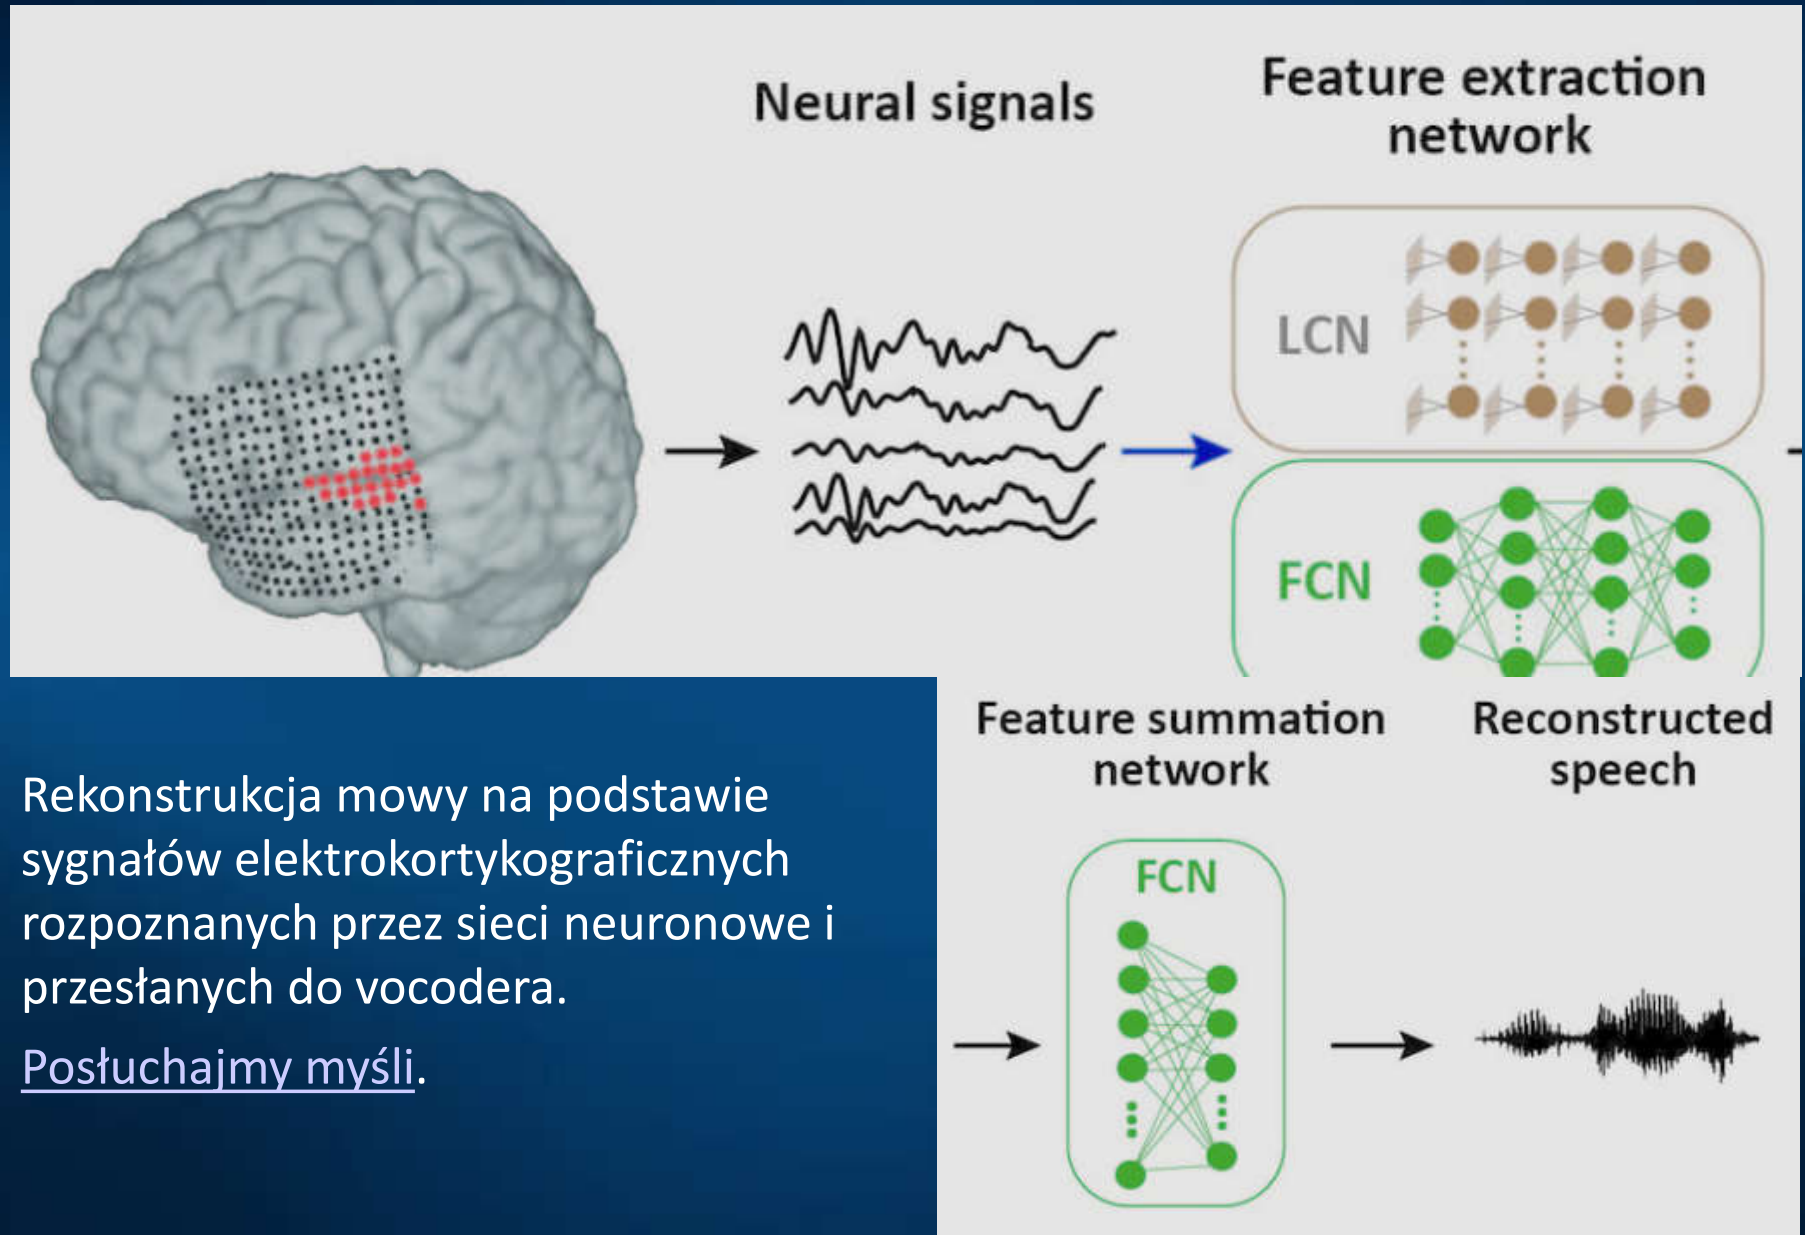 Neural signals
Feature extraction
network
LCN
FCN
Feature summation
network
Reconstructed
speech
FCN
Rekonstrukcja mowy na podstawie
sygnałów elektrokortykograficznych
rozpoznanych przez sieci neuronowe i
przesłanych do vocodera.
Posłuchajmy myśli.